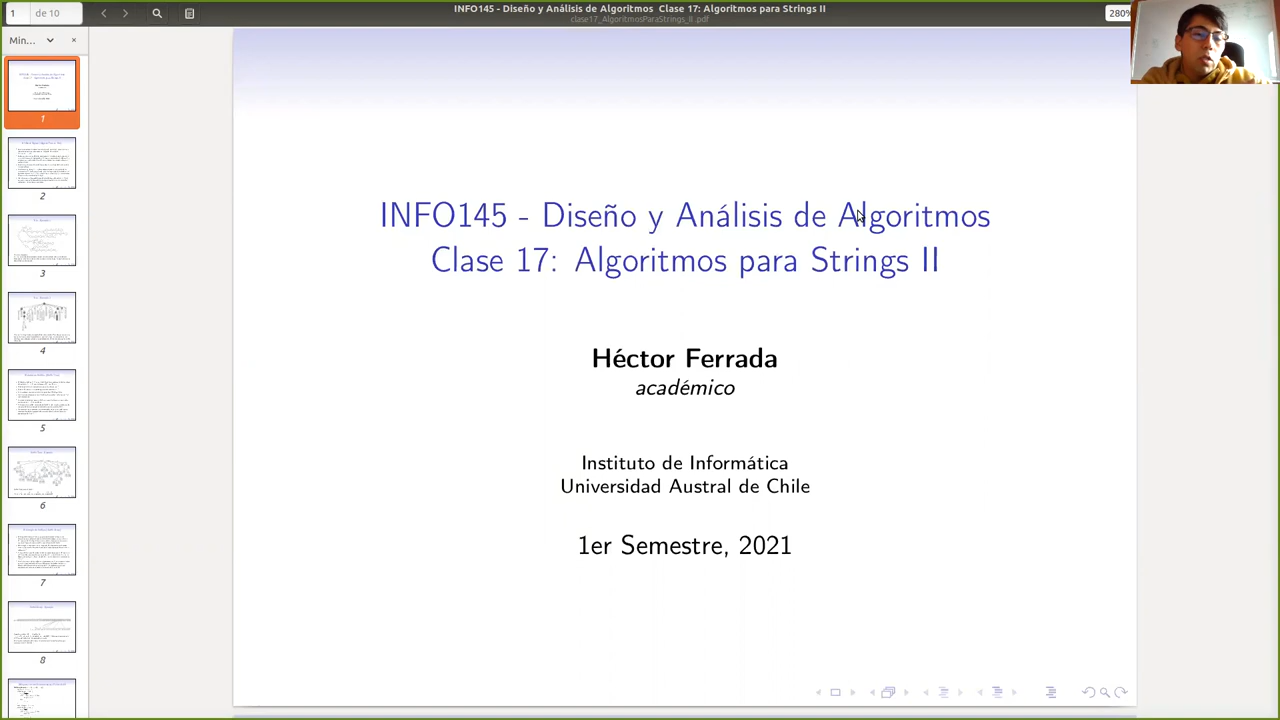 1 de 10
INFO145 - Diseño y Análisis de Algoritmos Clase 17: Algoritmos para Strings II
clase17_AlgoritmosParaStrings_II.pdf
280%
Min...
1
2
3
4
5
6
7
8
INFO145 - Diseño y Análisis de Algoritmos
Clase 17: Algoritmos para Strings II
Héctor Ferrada
académico
Instituto de Informática
Universidad Austral de Chile
1er Semestre, 2021